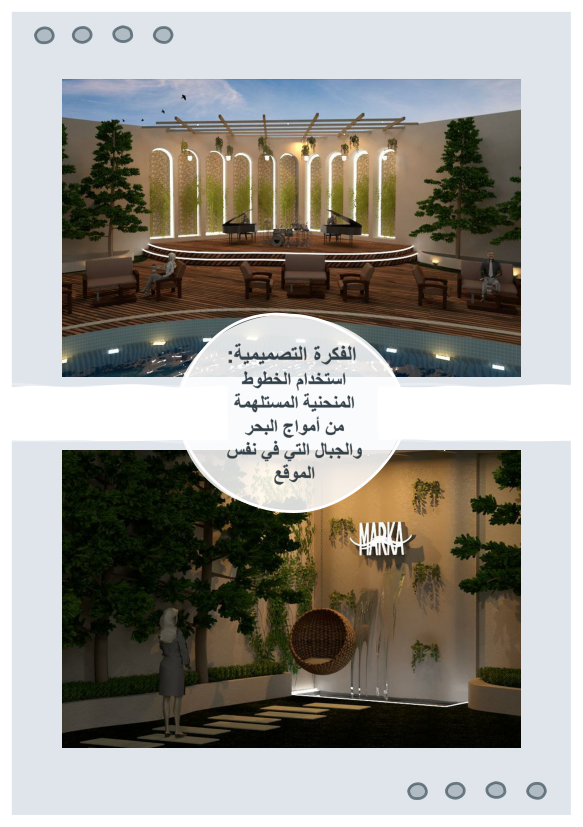 الفكرة التصميمية:
استخدام الخطوط
المنحنية المستلهمة
من أمواج البحر
والجبال التي في نفس
الموقع
MARKA